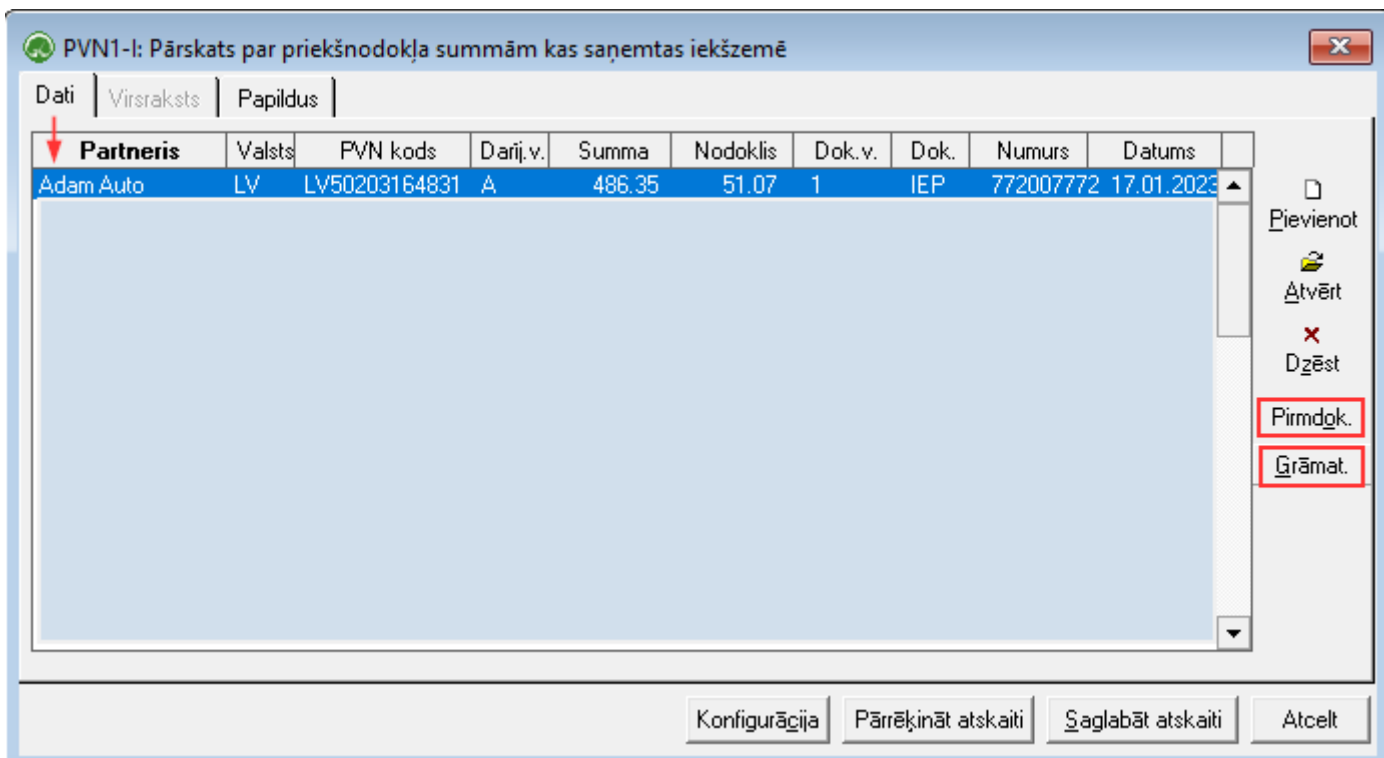 PVN1-I: Pārskats par priekšnodokļa summām kas saņemtas iekšzemē
Dati Virsraksts Papildus
Partneris Valsts PVN kods Darīj.v. Summa Nodoklis Dok.v. Dok. Numurs Datums
Adam Auto LV LV50203164831 A 486.35 51.07 1 IEP 772007772 17.01.2023
Pievienot
Atvērt
Dzēst
Pirmdok.
Grāmat.
Konfigurācija Pārrēķināt atskaiti Saglabāt atskaiti Atcelt